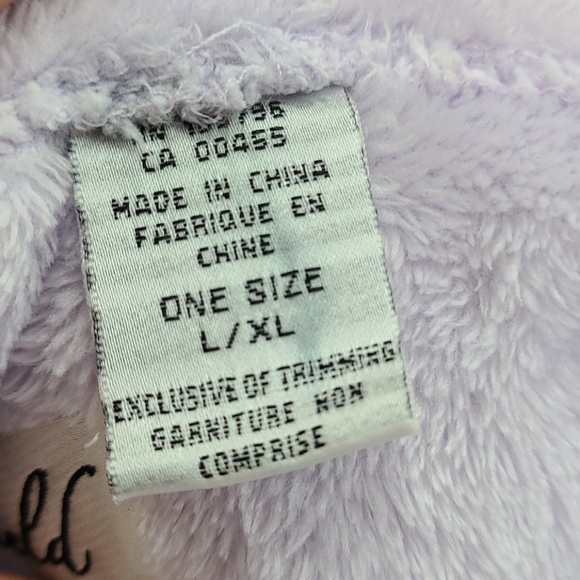 CA 00455
MADE IN CHINA
FABRIQUE EN
CHINE
ONE SIZE
L/XL
EXCLUSIVE OF TRIMMING
GARNITURE NON
COMPRISE